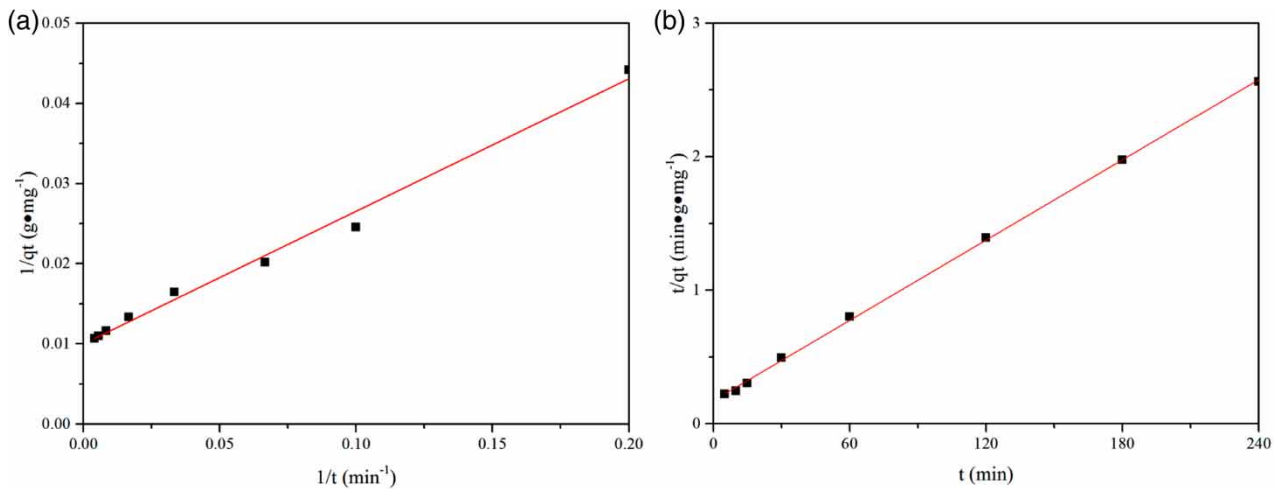 (a)
0.05
0.04
0.03
0.02
0.01
0.00
1/qt (g●mg⁻¹)
0.00 0.05 0.10 0.15 0.20
1/t (min⁻¹)
(b)
3
2
1
0
t/qt (min●g●mg⁻¹)
0 60 120 180 240
t (min)